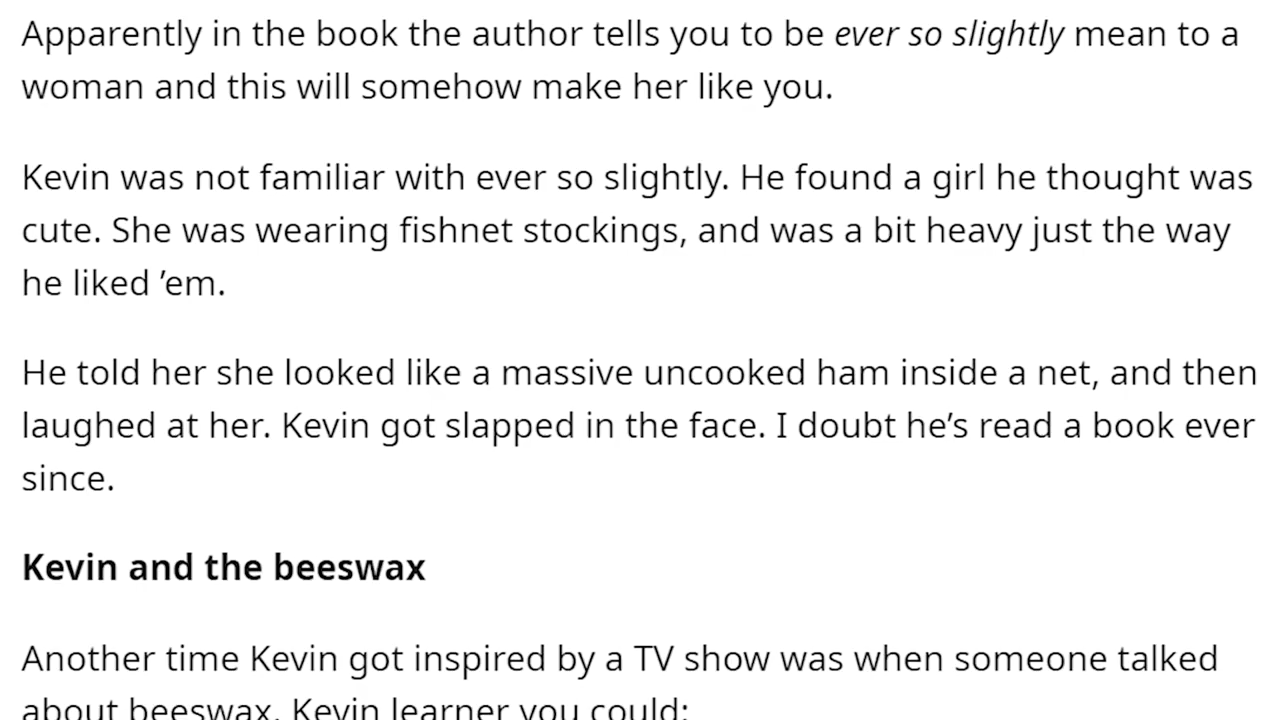 Apparently in the book the author tells you to be ever so slightly mean to a
woman and this will somehow make her like you.
Kevin was not familiar with ever so slightly. He found a girl he thought was
cute. She was wearing fishnet stockings, and was a bit heavy just the way
he liked ’em.
He told her she looked like a massive uncooked ham inside a net, and then
laughed at her. Kevin got slapped in the face. I doubt he’s read a book ever
since.
Kevin and the beeswax
Another time Kevin got inspired by a TV show was when someone talked
about beeswax. Kevin learner you could: